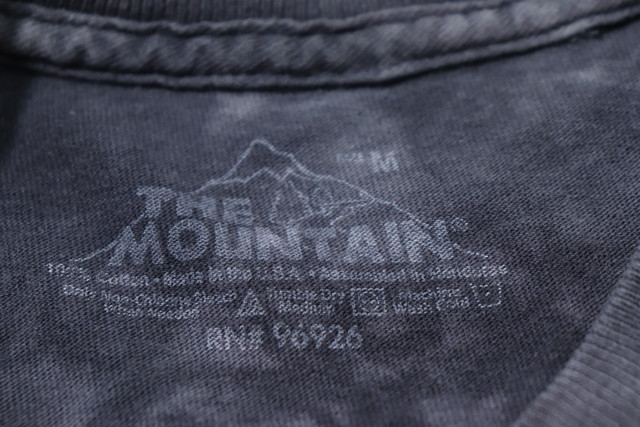 M
THE
MOUNTAIN®
100% Cotton • Made in the U.S.A. • Assembled in Honduras
Only Non-Chlorine Bleach When Needed
Tumble Dry Medium
Machine Wash Cold
RN# 96926